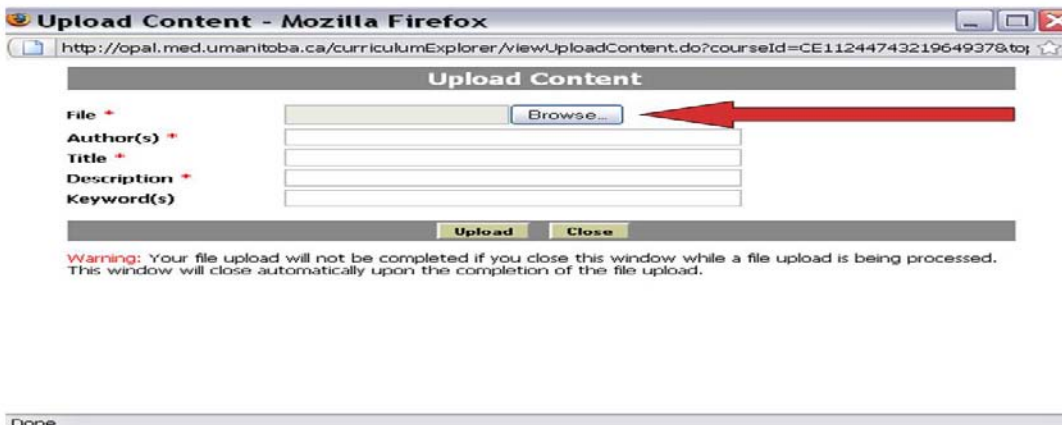 Upload Content - Mozilla Firefox
http://opal.med.umanitoba.ca/curriculumExplorer/viewUploadContent.do?courseId=CE11244743219649378&top
Upload Content
File * Browse...
Author(s) *
Title *
Description *
Keyword(s)
Upload Close
Warning: Your file upload will not be completed if you close this window while a file upload is being processed.
This window will close automatically upon the completion of the file upload.
Done